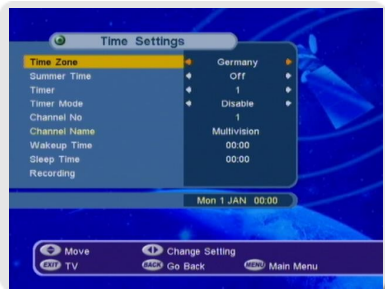 Time Settings
Time Zone Germany
Summer Time Off
Timer 1
Timer Mode Disable
Channel No 1
Channel Name Multivision
Wakeup Time 00:00
Sleep Time 00:00
Recording
Mon 1 JAN 00:00
Move Change Setting
EXIT TV BACK Go Back MENU Main Menu